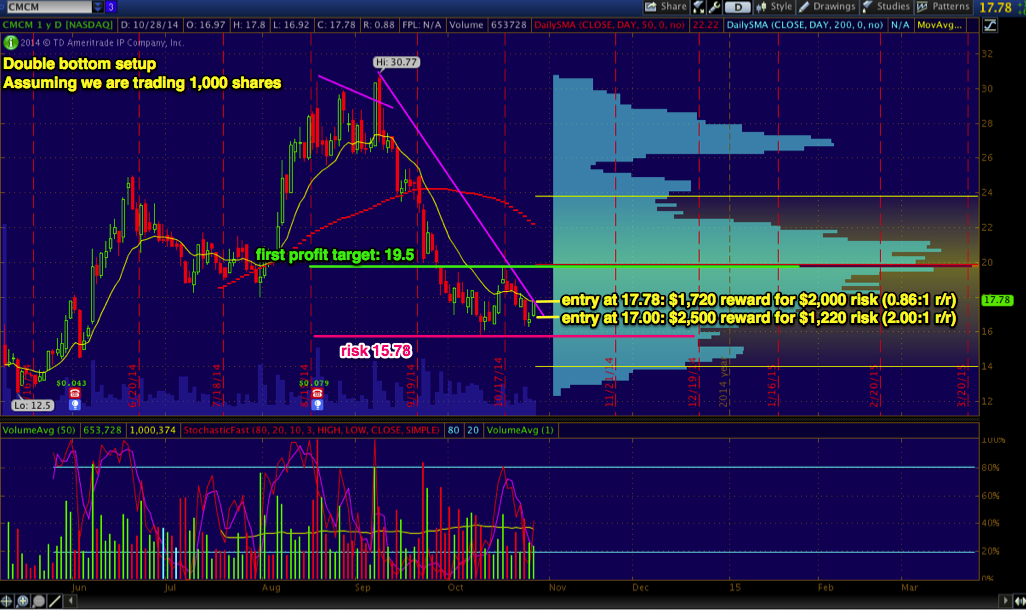 CMCM
3
Share
D
Style
Drawings
Studies
Patterns
17.78
CMCM 1 y D [NASDAQ] D: 10/28/14 O: 16.97 H: 17.8 L: 16.92 C: 17.78 R: 0.88 FPL: N/A Volume 653728 DailySMA (CLOSE, DAY, 50, 0, no) 22.22 DailySMA (CLOSE, DAY, 200, 0, no) N/A MovAvg...
2014 © TD Ameritrade IP Company, Inc.
Double bottom setup
Assuming we are trading 1,000 shares
Hi: 30.77
32
30
28
26
24
22
20
18
17.78
16
14
12
first profit target: 19.5
entry at 17.78: $1,720 reward for $2,000 risk (0.86:1 r/r)
entry at 17.00: $2,500 reward for $1,220 risk (2.00:1 r/r)
risk 15.78
$0.043
$0.079
Lo: 12.5
6/20/14
7/18/14
9/19/14
10/17/14
11/21/14
12/19/14
2014 year
1/16/15
2/20/15
3/20/15
VolumeAvg (50) 653,728 1,000,374 StochasticFast (80, 20, 10, 3, HIGH, LOW, CLOSE, SIMPLE) 80 20 VolumeAvg (1)
100%
80%
60%
40%
20%
0%
Jun
Jul
Aug
Sep
Oct
Nov
Dec
15
Feb
Mar